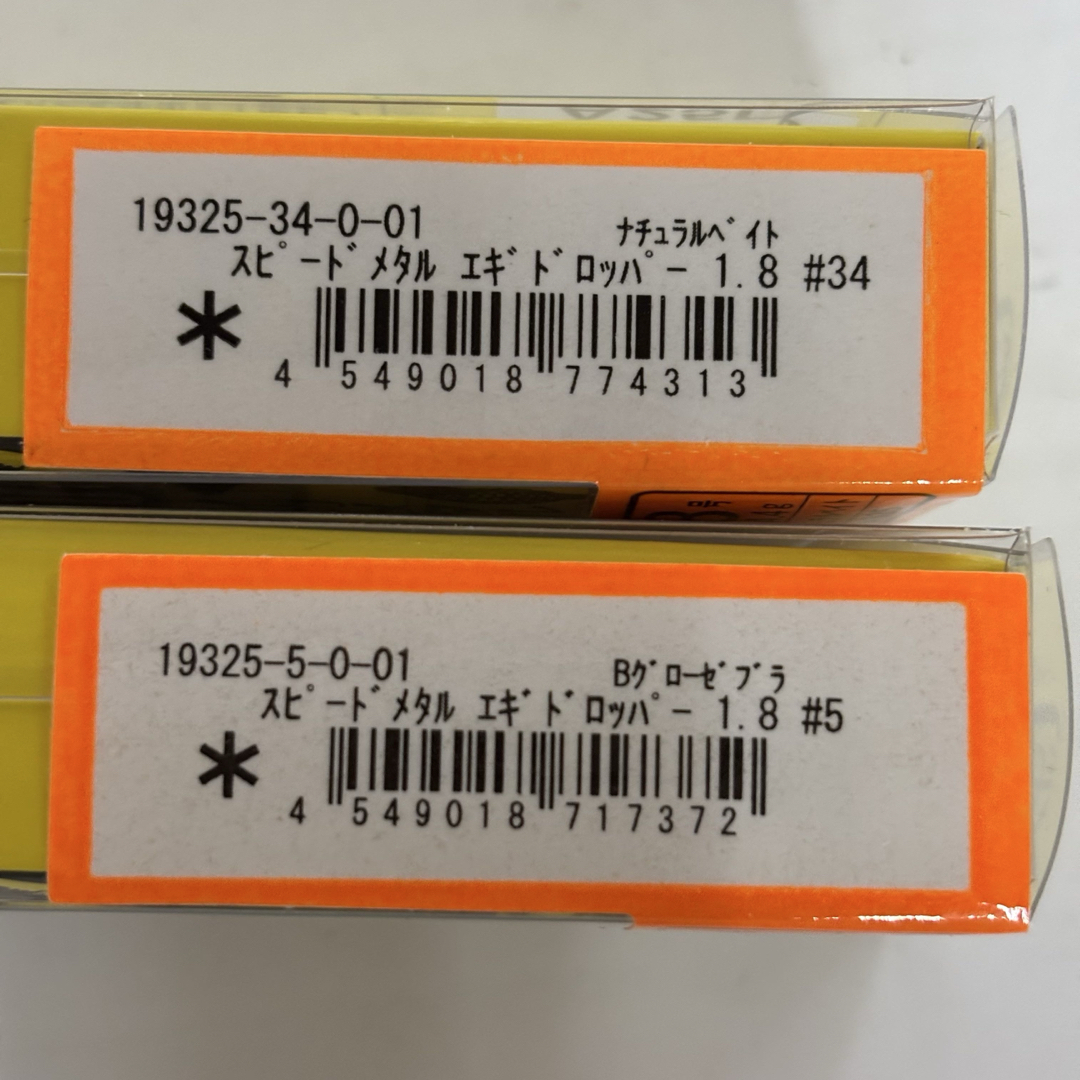 19325-34-0-01 ﾅﾁｭﾗﾙﾍﾞｲﾄ
ｽﾋﾟｰﾄﾞﾒﾀﾙ ｴｷﾞﾄﾞﾛｯﾊﾟｰ 1.8 #34
*
4 549018 774313
19325-5-0-01 Bｸﾞﾛｰｾﾞﾌﾞﾗ
ｽﾋﾟｰﾄﾞﾒﾀﾙ ｴｷﾞﾄﾞﾛｯﾊﾟｰ 1.8 #5
*
4 549018 717372